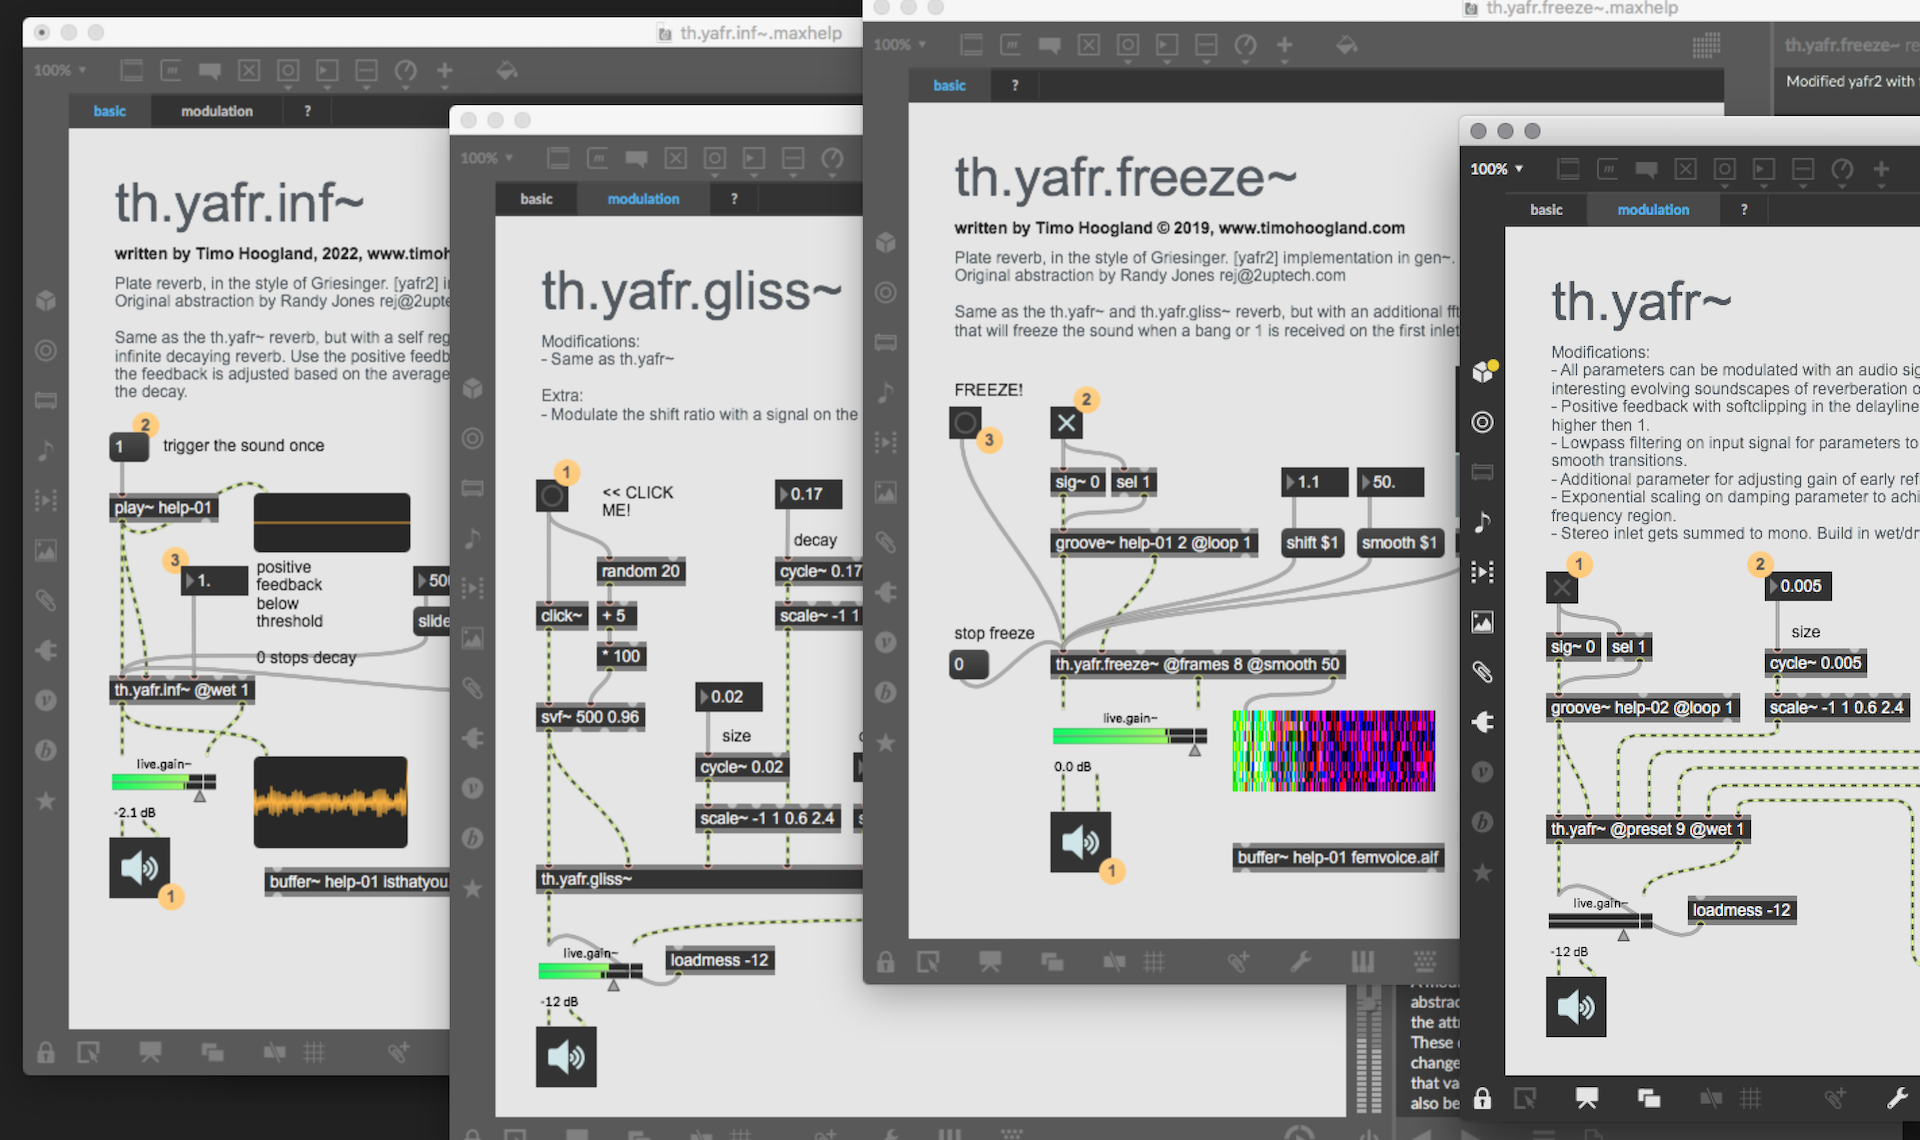 th.yafr.inf~.maxhelp
100%
basic
modulation
?
th.yafr.inf~
written by Timo Hoogland, 2022, www.timoh
Plate reverb, in the style of Griesinger. [yafr2] i
Original abstraction by Randy Jones rej@2upte
Same as the th.yafr~ reverb, but with a self reg
infinite decaying reverb. Use the positive feedb
the feedback is adjusted based on the average
the decay.
2
1
trigger the sound once
play~ help-01
3
1.
positive
feedback
below
threshold
50
slide
0 stops decay
th.yafr.inf~ @wet 1
live.gain~
-2.1 dB
1
buffer~ help-01 isthatyou
100%
basic
modulation
?
th.yafr.gliss~
Modifications:
- Same as th.yafr~
Extra:
- Modulate the shift ratio with a signal on the
1
<< CLICK
ME!
0.17
decay
random 20
cycle~ 0.17
click~
+ 5
scale~ -1 1
* 100
0.02
svf~ 500 0.96
size
cycle~ 0.02
scale~ -1 1 0.6 2.4
th.yafr.gliss~
live.gain~
loadmess -12
-12 dB
th.yafr.freeze~.maxhelp
100%
basic
?
th.yafr.freeze~
written by Timo Hoogland © 2019, www.timohoogland.com
Plate reverb, in the style of Griesinger. [yafr2] implementation in gen~.
Original abstraction by Randy Jones rej@2uptech.com
Same as the th.yafr~ and th.yafr.gliss~ reverb, but with an additional fft
that will freeze the sound when a bang or 1 is received on the first inlet
FREEZE!
2
3
sig~ 0
sel 1
1.1
50.
groove~ help-01 2 @loop 1
shift $1
smooth $1
stop freeze
0
th.yafr.freeze~ @frames 8 @smooth 50
live.gain~
0.0 dB
1
buffer~ help-01 femvoice.aif
th.yafr.freeze~ re
Modified yafr2 with
abstrac
the att
These
change
that va
also be
100%
basic
modulation
?
th.yafr~
Modifications:
- All parameters can be modulated with an audio sig
interesting evolving soundscapes of reverberation o
- Positive feedback with softclipping in the delayline
higher then 1.
- Lowpass filtering on input signal for parameters to
smooth transitions.
- Additional parameter for adjusting gain of early ref
- Exponential scaling on damping parameter to achi
frequency region.
- Stereo inlet gets summed to mono. Build in wet/dr
1
2
0.005
size
sig~ 0
sel 1
cycle~ 0.005
groove~ help-02 @loop 1
scale~ -1 1 0.6 2.4
th.yafr~ @preset 9 @wet 1
live.gain~
loadmess -12
-12 dB